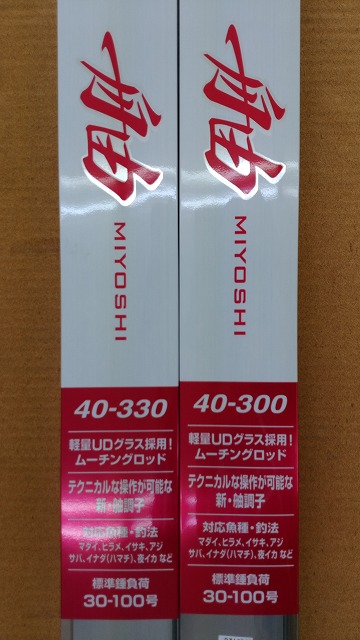 舳
MIYOSHI
40-330
軽量UDグラス採用!
ムーチングロッド
テクニカルな操作が可能な
新・舳調子
対応魚種・釣法
マダイ、ヒラメ、イサキ、アジ
サバ、イナダ(ハマチ)、夜イカ など
標準錘負荷
30-100号
舳
MIYOSHI
40-300
軽量UDグラス採用!
ムーチングロッド
テクニカルな操作が可能な
新・舳調子
対応魚種・釣法
マダイ、ヒラメ、イサキ、アジ
サバ、イナダ(ハマチ)、夜イカ など
標準錘負荷
30-100号